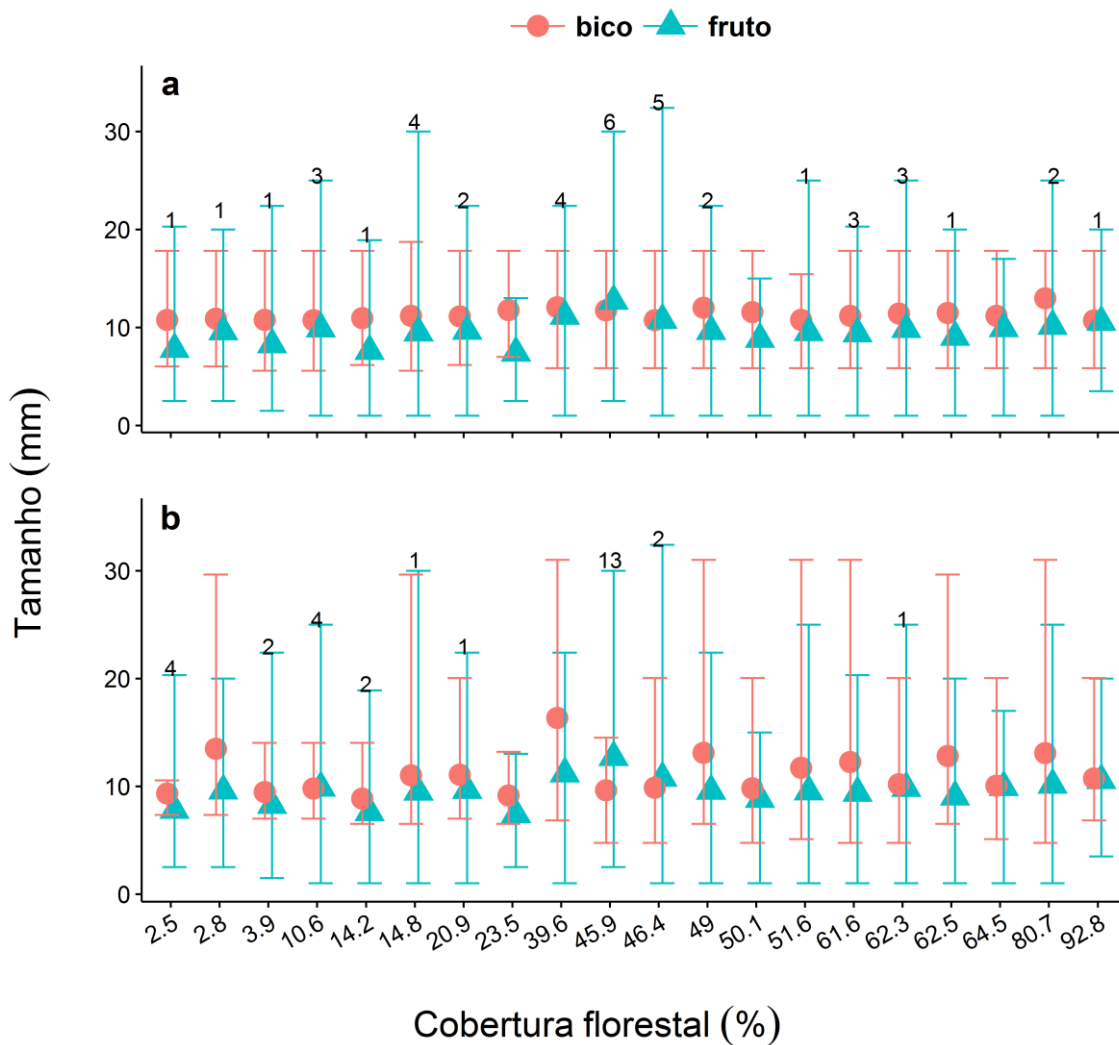 bico fruto
a
Tamanho (mm)
30
20
10
0
1 1 1 3 1 4 2 4 6 5 2 1 3 3 1 2 1
b
30
20
10
0
4 2 4 2 1 1 13 2 1
2.5 2.8 3.9 10.6 14.2 14.8 20.9 23.5 39.6 45.9 46.4 49 50.1 51.6 61.6 62.3 62.5 64.5 80.7 92.8
Cobertura florestal (%)